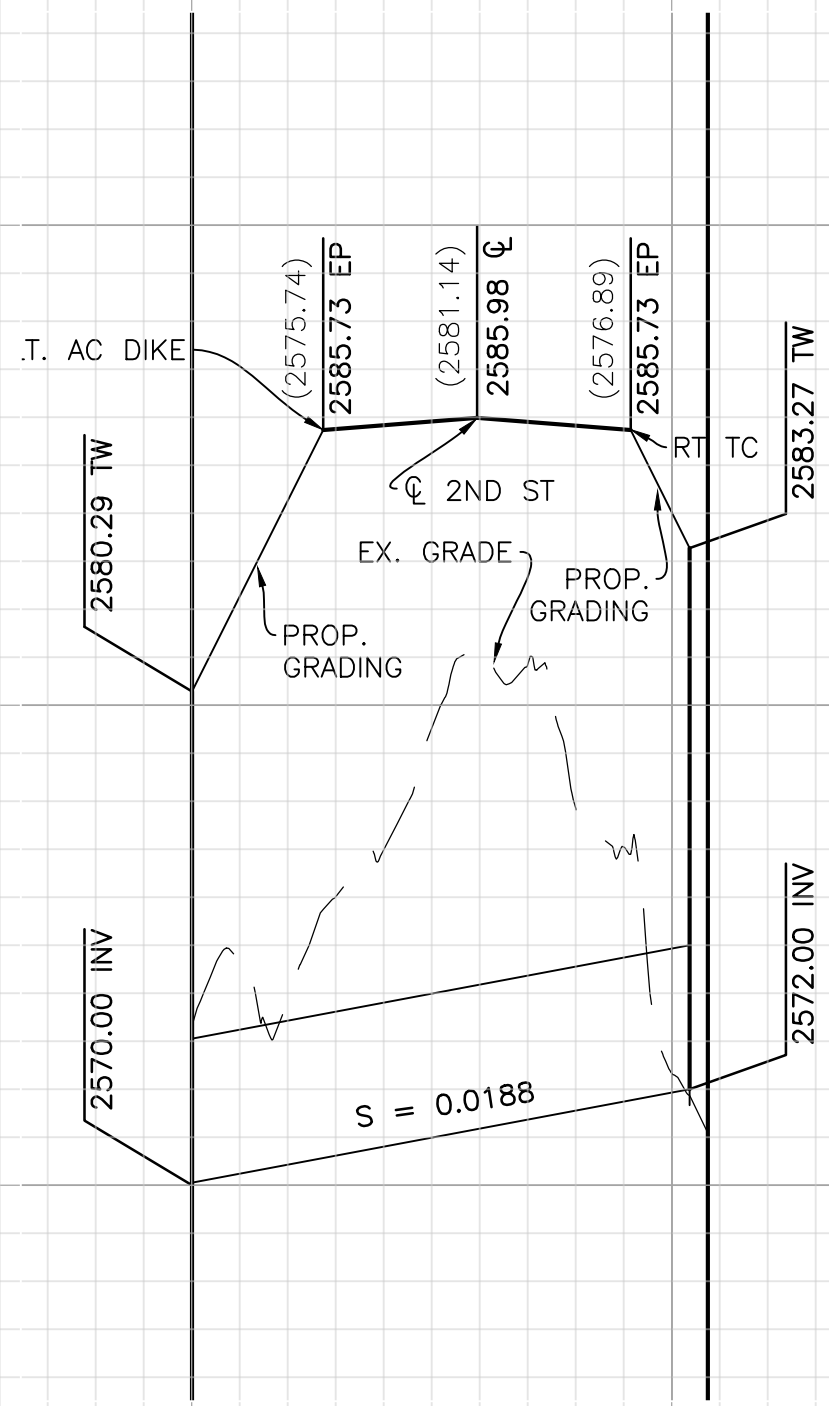 (2575.74)
2585.73 EP
(2581.14)
2585.98 ℄
(2576.89)
2585.73 EP
.T. AC DIKE
2583.27 TW
RT TC
2580.29 TW
℄ 2ND ST
EX. GRADE
PROP.
GRADING
PROP.
GRADING
2570.00 INV
2572.00 INV
S = 0.0188